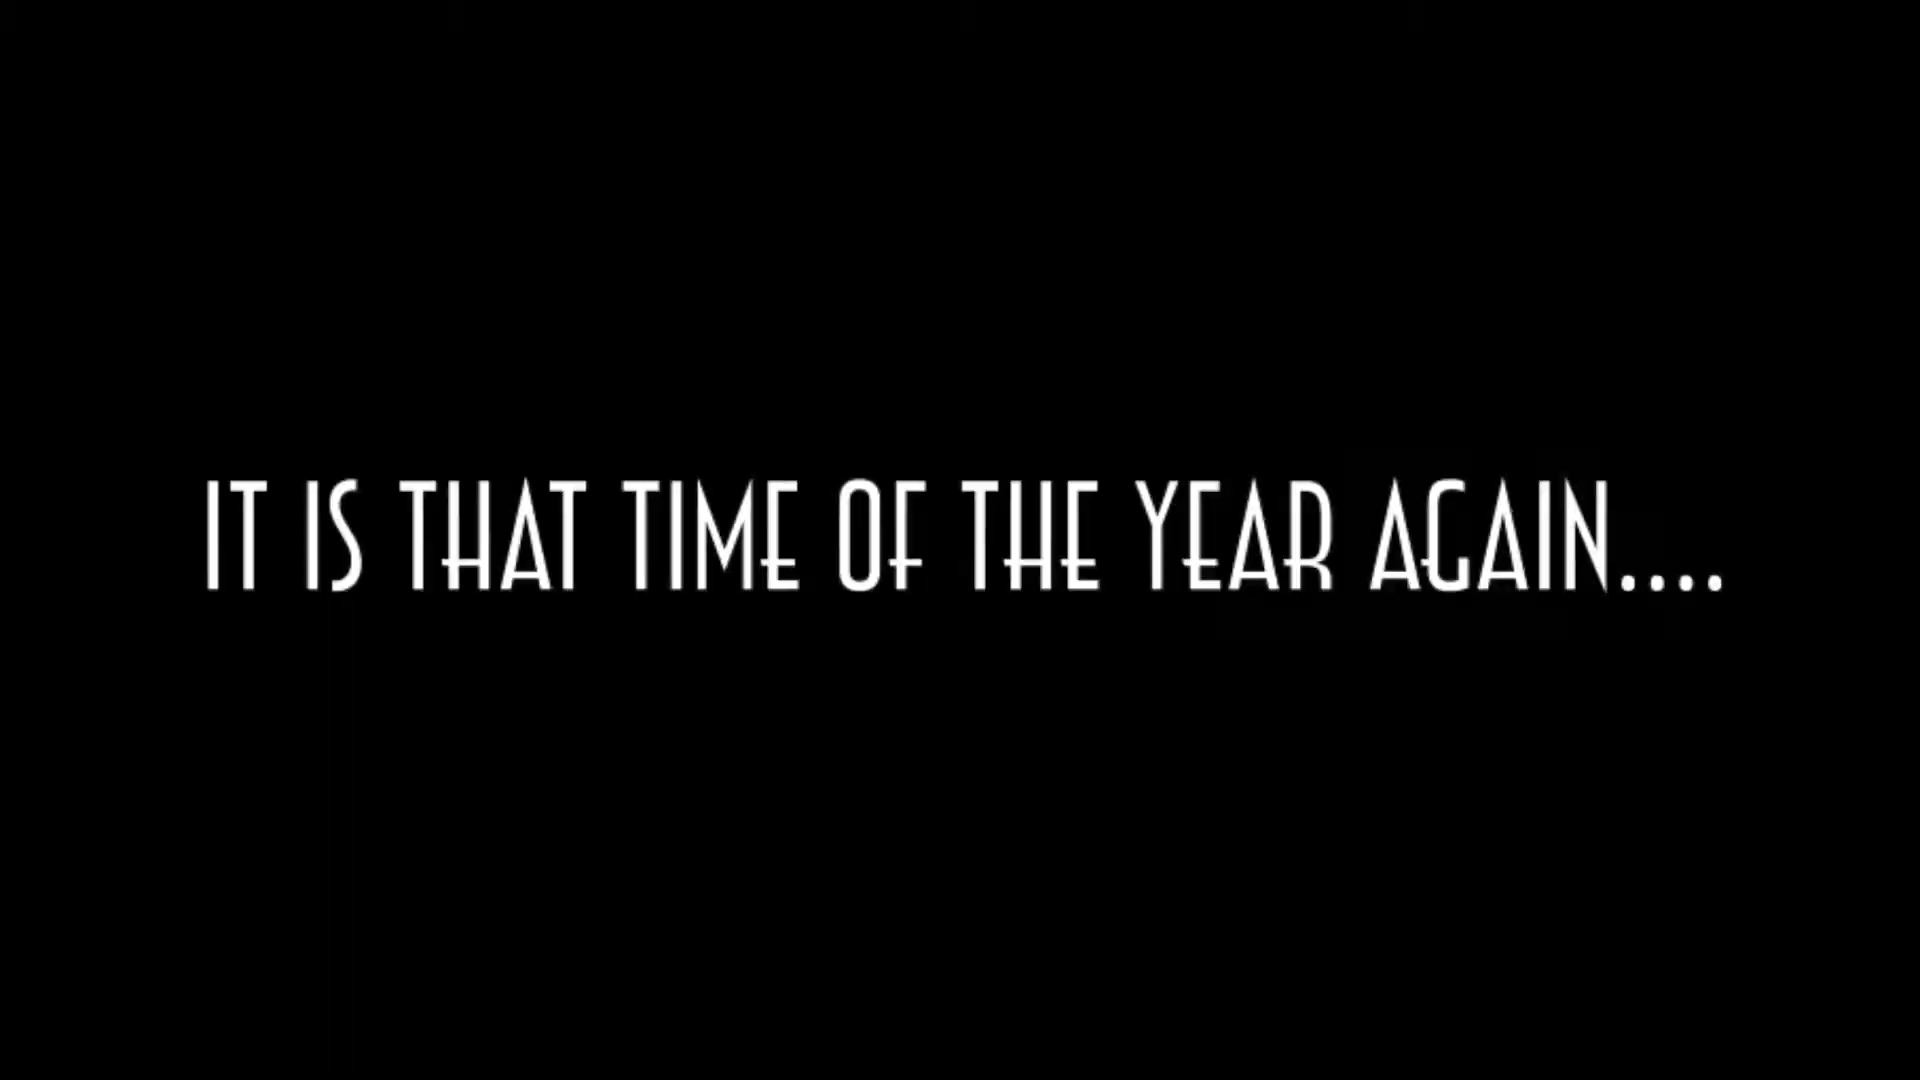 IT IS THAT TIME OF THE YEAR AGAIN....